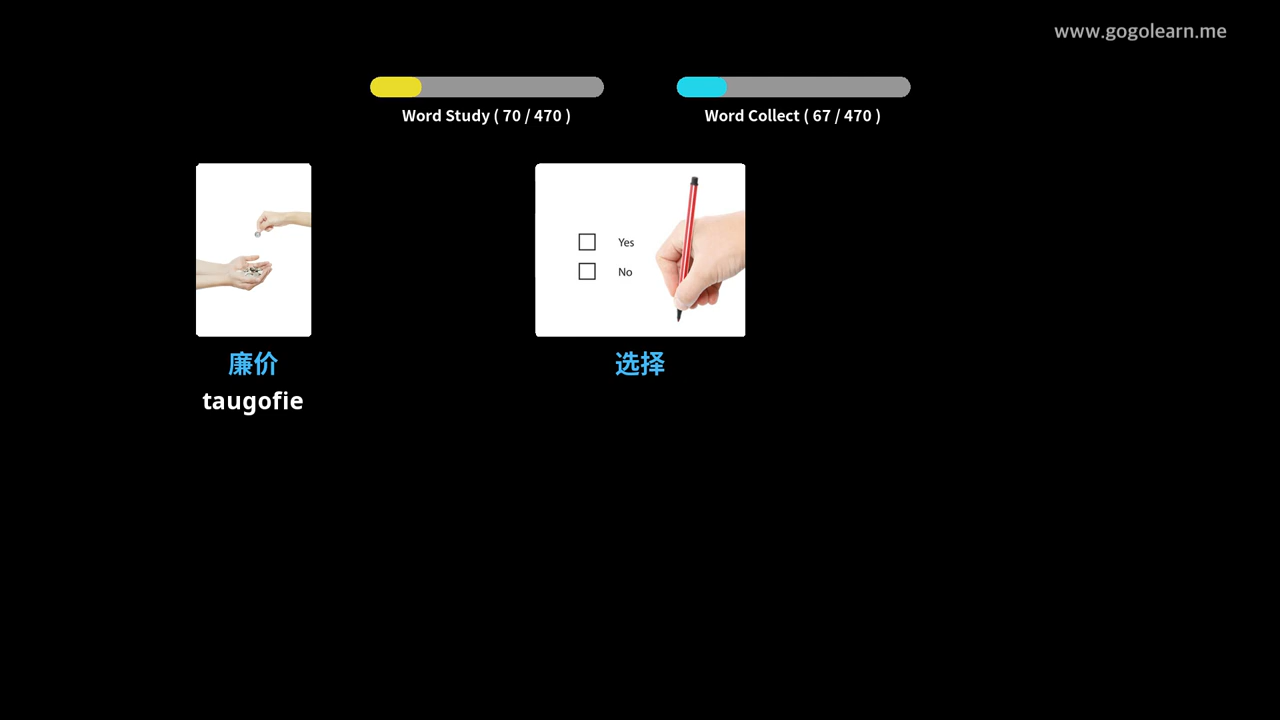 www.gogolearn.me
Word Study ( 70 / 470 )
Word Collect ( 67 / 470 )
Yes
No
廉价
选择
taugofie